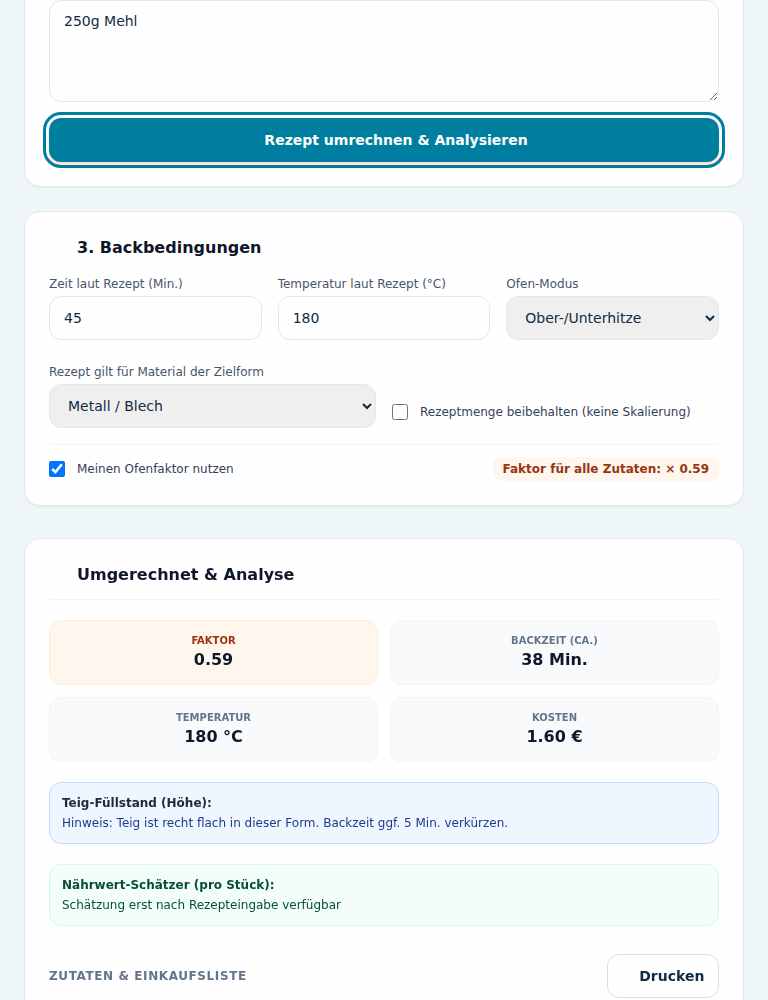 250g Mehl
Rezept umrechnen & Analysieren
3. Backbedingungen
Zeit laut Rezept (Min.)
Temperatur laut Rezept (°C)
Ofen-Modus
45
180
Ober-/Unterhitze
Rezept gilt für Material der Zielform
Metall / Blech
Rezeptmenge beibehalten (keine Skalierung)
Meinen Ofenfaktor nutzen
Faktor für alle Zutaten: × 0.59
Umgerechnet & Analyse
FAKTOR
0.59
BACKZEIT (CA.)
38 Min.
TEMPERATUR
180 °C
KOSTEN
1.60 €
Teig-Füllstand (Höhe):
Hinweis: Teig ist recht flach in dieser Form. Backzeit ggf. 5 Min. verkürzen.
Nährwert-Schätzer (pro Stück):
Schätzung erst nach Rezepteingabe verfügbar
ZUTATEN & EINKAUFSLISTE
Drucken